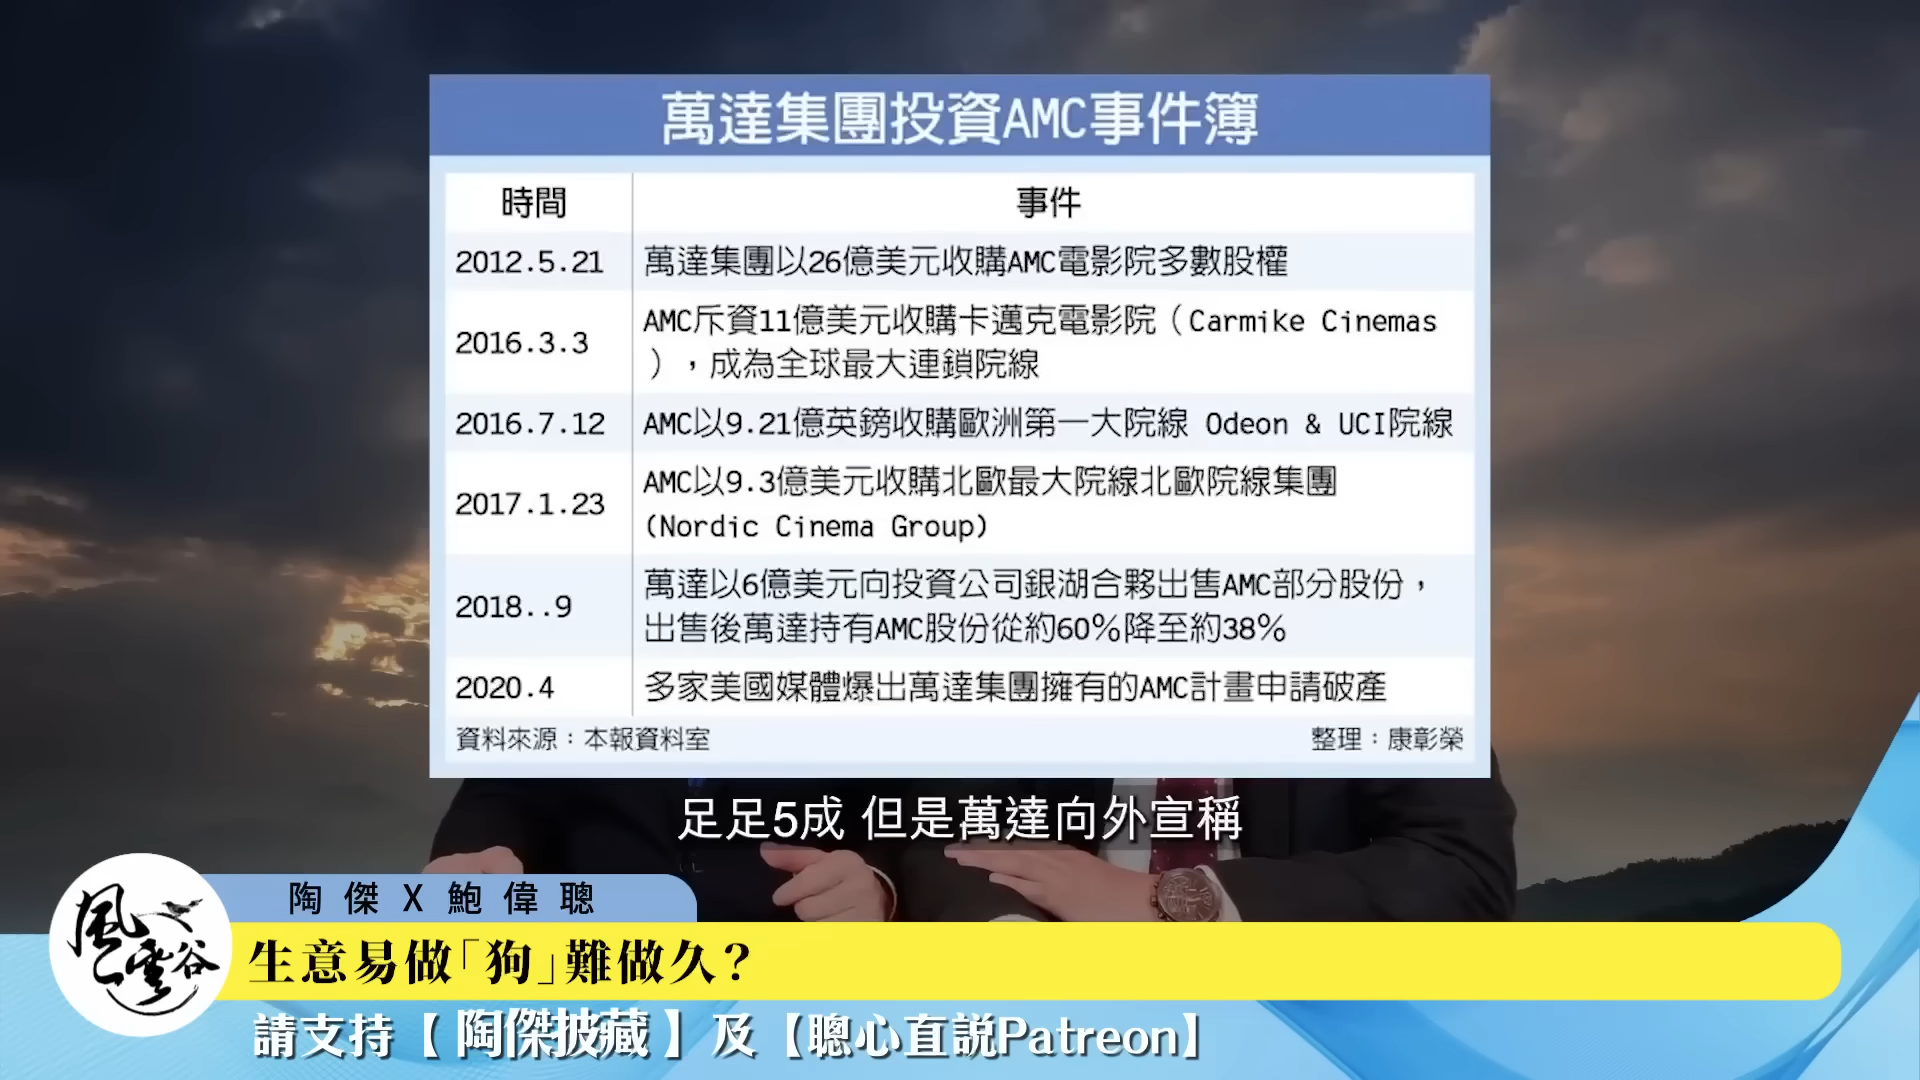 萬達集團投資AMC事件簿
時間 事件
2012.5.21 萬達集團以26億美元收購AMC電影院多數股權
2016.3.3 AMC斥資11億美元收購卡邁克電影院（Carmike Cinemas
），成為全球最大連鎖院線
2016.7.12 AMC以9.21億英鎊收購歐洲第一大院線 Odeon & UCI院線
2017.1.23 AMC以9.3億美元收購北歐最大院線北歐院線集團
(Nordic Cinema Group)
2018..9 萬達以6億美元向投資公司銀湖合夥出售AMC部分股份，
出售後萬達持有AMC股份從約60%降至約38%
2020.4 多家美國媒體爆出萬達集團擁有的AMC計畫申請破產
資料來源：本報資料室 整理：康彰榮
足足5成 但是萬達向外宣稱
風雲谷
陶傑X鮑偉聰
生意易做「狗」難做久？
請支持【陶傑披藏】及【聰心直説Patreon】